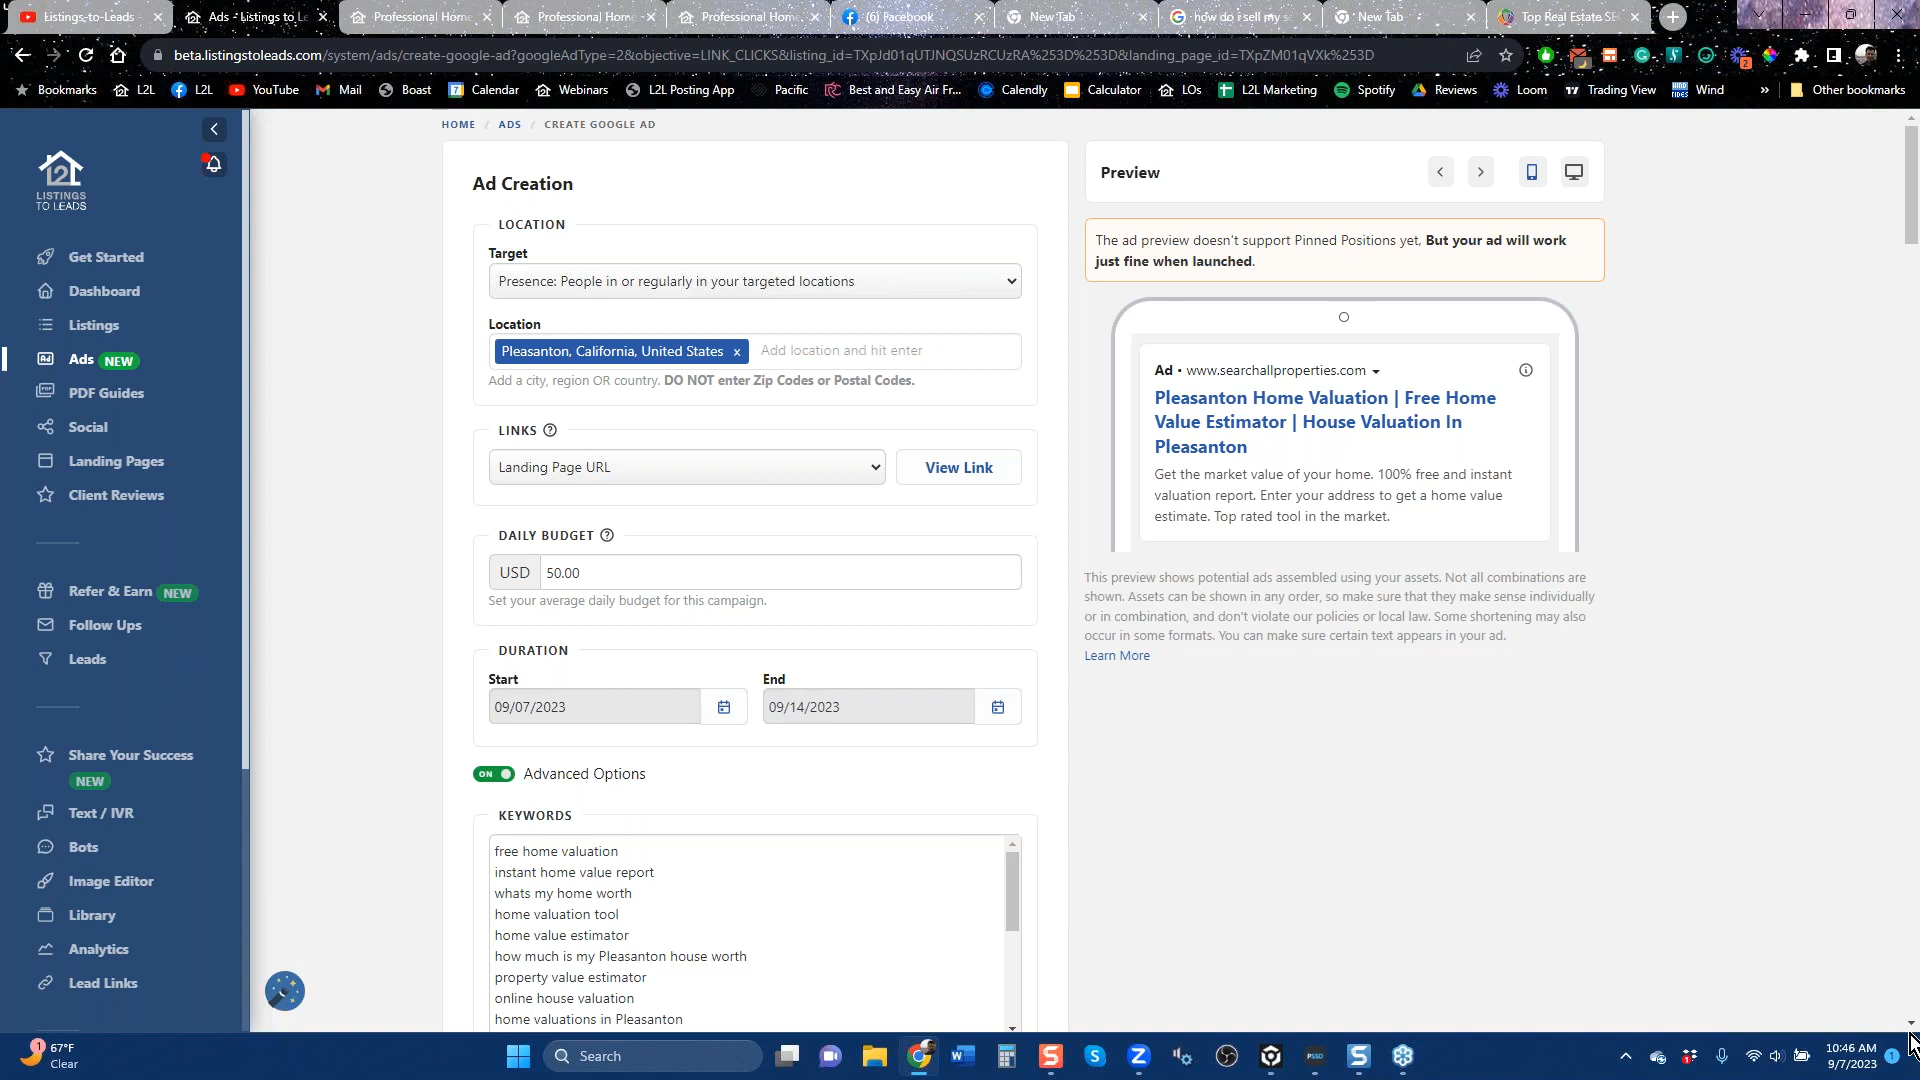 Listings-to-Leads
Ads - Listings to Le
Professional Home
Professional Home
Professional Home
(6) Facebook
New Tab
how do i sell my s
New Tab
Top Real Estate SE
beta.listingstoleads.com/system/ads/create-google-ad?googleAdType=2&objective=LINK_CLICKS&listing_id=TXpJd01qUTJNQSUzRCUzRA%253D%253D&landing_page_id=TXpZM01qVXk%253D
Bookmarks L2L L2L YouTube Mail Boast Calendar Webinars L2L Posting App Pacific Best and Easy Air Fr... Calendly Calculator LOs L2L Marketing Spotify Reviews Loom Trading View Wind » Other bookmarks
LISTINGS
TO LEADS
Get Started
Dashboard
Listings
Ads NEW
PDF Guides
Social
Landing Pages
Client Reviews
Refer & Earn NEW
Follow Ups
Leads
Share Your Success
NEW
Text / IVR
Bots
Image Editor
Library
Analytics
Lead Links
HOME / ADS / CREATE GOOGLE AD
Ad Creation
LOCATION
Target
Presence: People in or regularly in your targeted locations
Location
Pleasanton, California, United States × Add location and hit enter
Add a city, region OR country. DO NOT enter Zip Codes or Postal Codes.
LINKS
Landing Page URL
View Link
DAILY BUDGET
USD 50.00
Set your average daily budget for this campaign.
DURATION
Start
09/07/2023
End
09/14/2023
ON Advanced Options
KEYWORDS
free home valuation
instant home value report
whats my home worth
home valuation tool
home value estimator
how much is my Pleasanton house worth
property value estimator
online house valuation
home valuations in Pleasanton
Preview
The ad preview doesn't support Pinned Positions yet, But your ad will work
just fine when launched.
Ad • www.searchallproperties.com
Pleasanton Home Valuation | Free Home
Value Estimator | House Valuation In
Pleasanton
Get the market value of your home. 100% free and instant
valuation report. Enter your address to get a home value
estimate. Top rated tool in the market.
This preview shows potential ads assembled using your assets. Not all combinations are
shown. Assets can be shown in any order, so make sure that they make sense individually
or in combination, and don't violate our policies or local law. Some shortening may also
occur in some formats. You can make sure certain text appears in your ad.
Learn More
1
67°F
Clear
Search
10:46 AM
9/7/2023
1